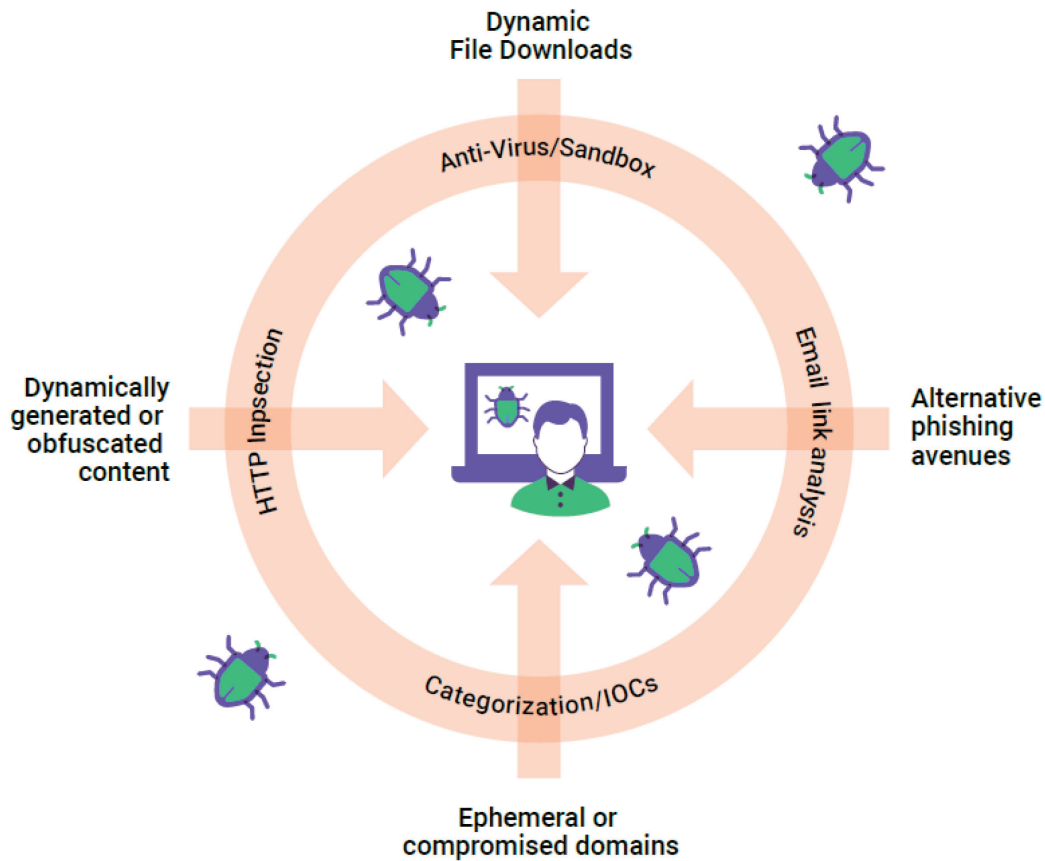 Dynamic
File Downloads
Anti-Virus/Sandbox
HTTP Inpsection
Dynamically
generated or
obfuscated
content
Email link analysis
Alternative
phishing
avenues
Categorization/IOCs
Ephemeral or
compromised domains